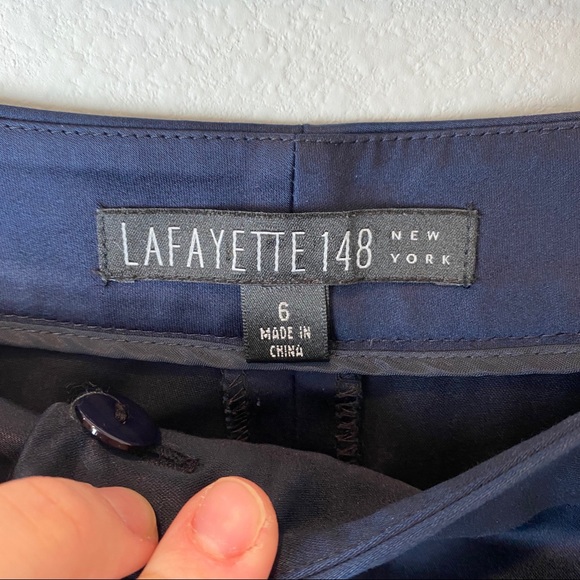 LAFAYETTE 148 NEW YORK
6
MADE IN
CHINA